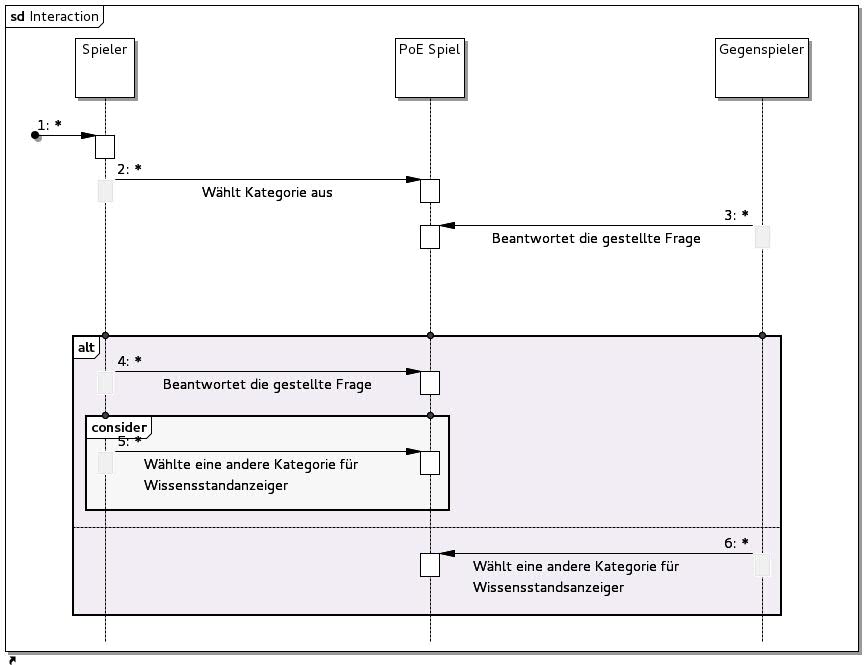 sd Interaction
Spieler
PoE Spiel
Gegenspieler
1: *
2: *
Wählt Kategorie aus
3: *
Beantwortet die gestellte Frage
alt
4: *
Beantwortet die gestellte Frage
consider
5: *
Wählte eine andere Kategorie für
Wissensstandanzeiger
6: *
Wählt eine andere Kategorie für
Wissensstandsanzeiger